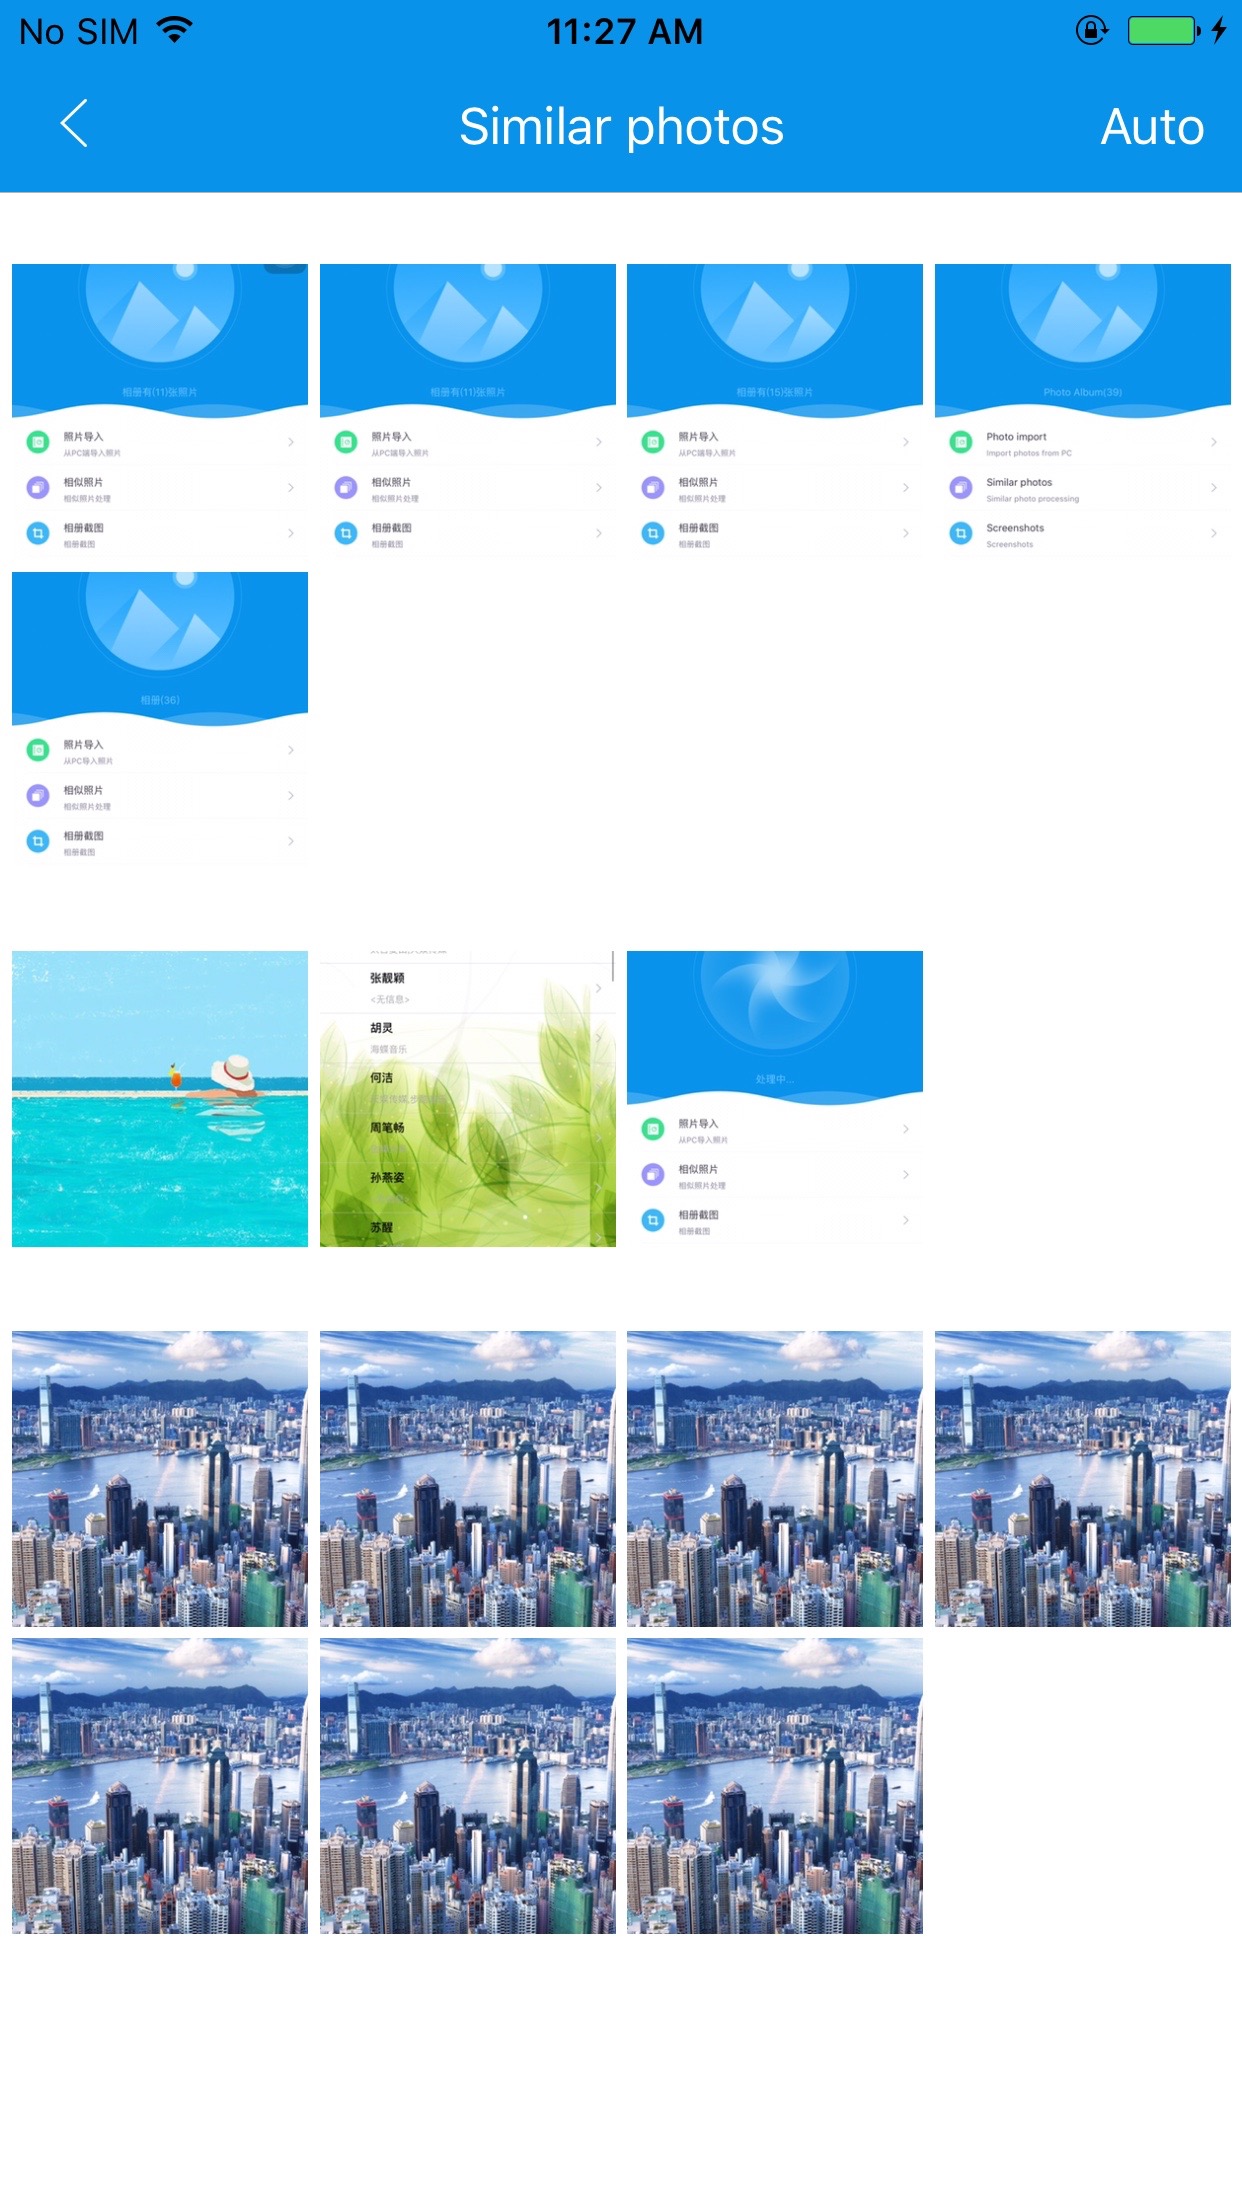 No SIM 11:27 AM
Similar photos Auto
相册有(11)张照片
照片导入
从PC端导入照片
相似照片
相似照片处理
相册截图
相册截图
相册有(11)张照片
照片导入
从PC端导入照片
相似照片
相似照片处理
相册截图
相册截图
相册有(15)张照片
照片导入
从PC端导入照片
相似照片
相似照片处理
相册截图
相册截图
Photo Album(39)
Photo import
Import photos from PC
Similar photos
Similar photo processing
Screenshots
Screenshots
相册(36)
照片导入
从PC导入照片
相似照片
相似照片处理
相册截图
相册截图
张靓颖
<无信息>
胡灵
海蝶音乐
何洁
周笔畅
孙燕姿
苏醒
处理中...
照片导入
从PC导入照片
相似照片
相似照片处理
相册截图
相册截图